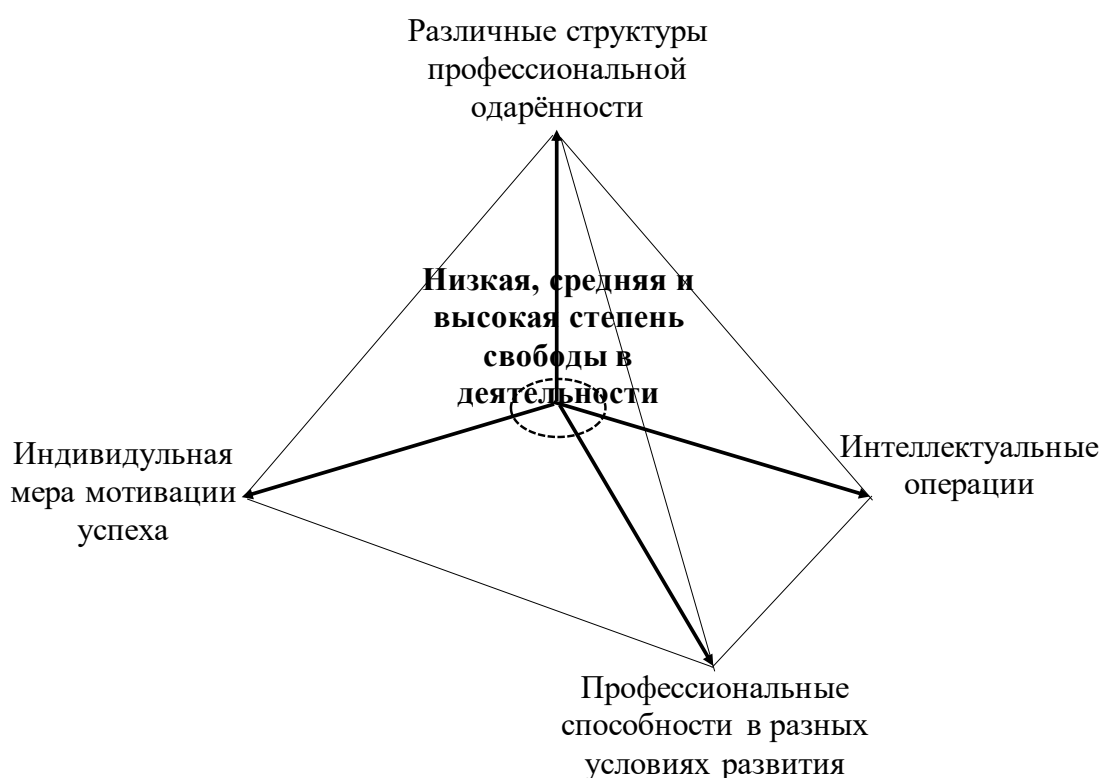 Различные структуры
профессиональной
одарённости
Низкая, средняя и
высокая степень
свободы в
деятельности
Индивидульная
мера мотивации
успеха
Интеллектуальные
операции
Профессиональные
способности в разных
условиях развития